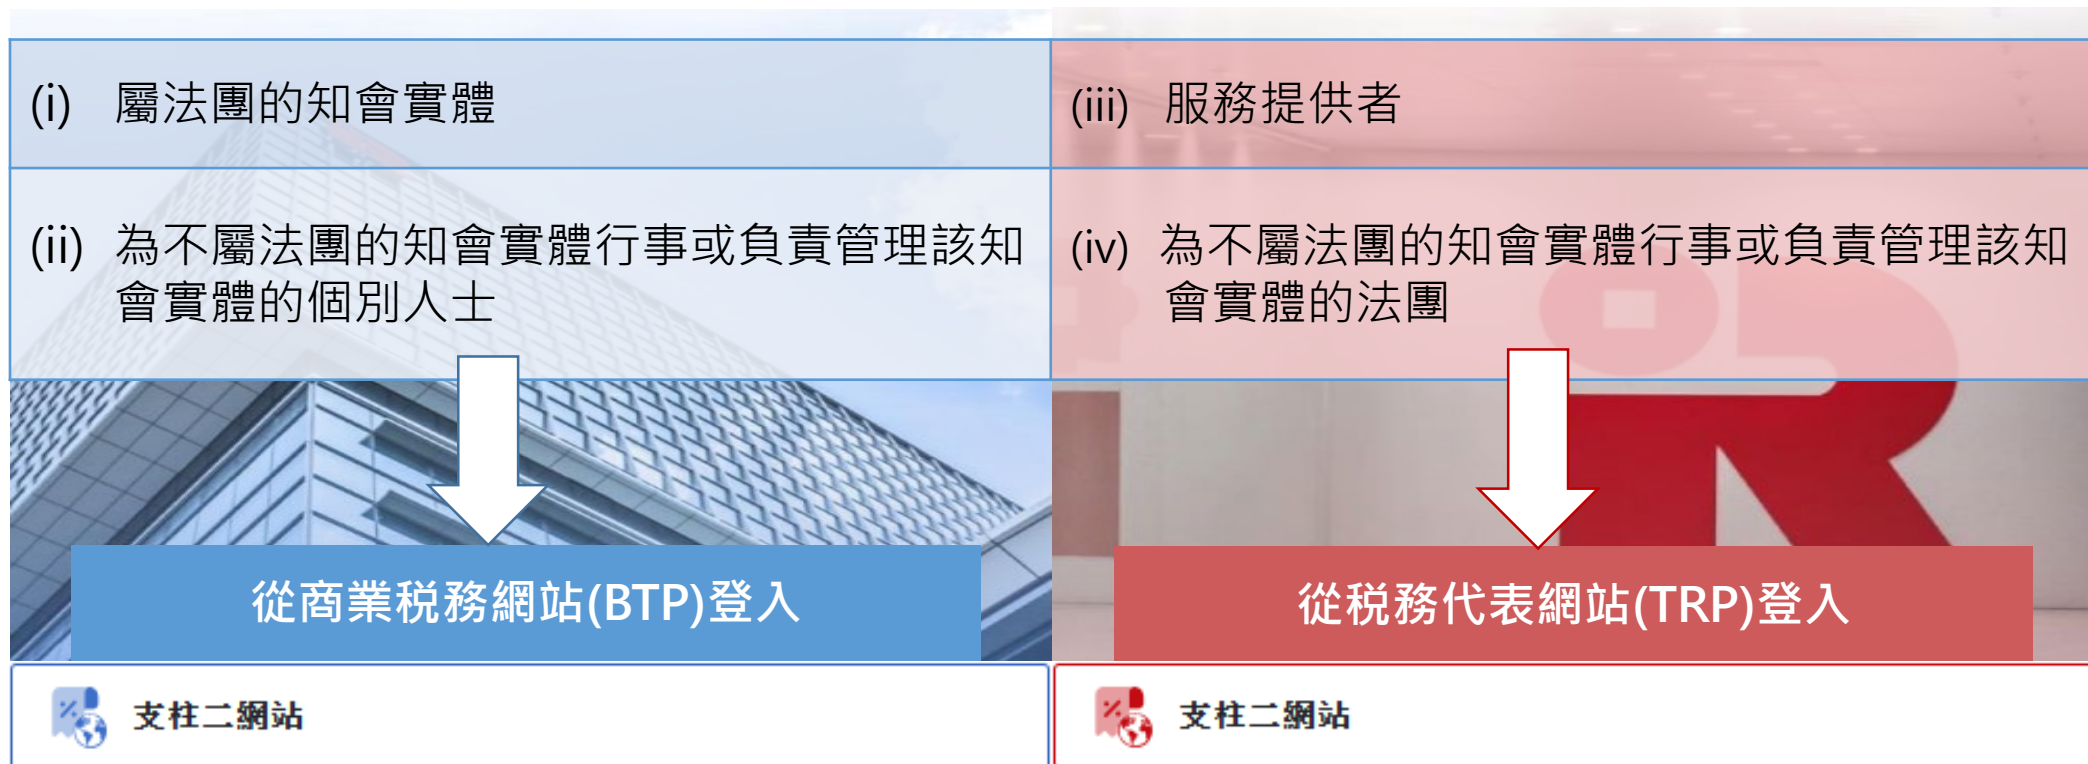 (i) 屬法團的知會實體
(ii) 為不屬法團的知會實體行事或負責管理該知
會實體的個別人士
從商業稅務網站(BTP)登入
支柱二網站
(iii) 服務提供者
(iv) 為不屬法團的知會實體行事或負責管理該知
會實體的法團
從稅務代表網站(TRP)登入
支柱二網站